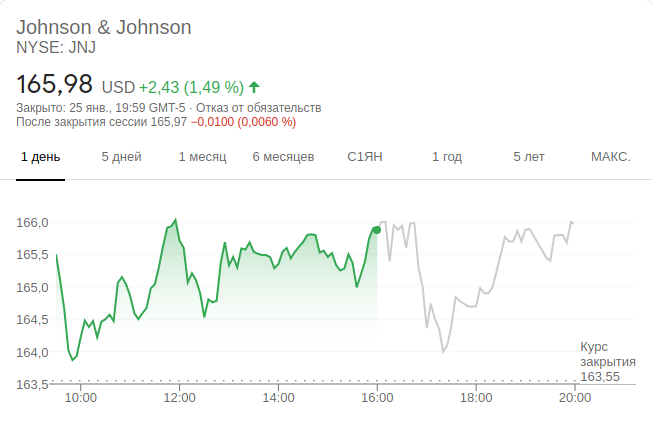 Johnson & Johnson
NYSE: JNJ
165,98 USD +2,43 (1,49 %)
Закрыто: 25 янв., 19:59 GMT-5 · Отказ от обязательств
После закрытия сессии 165,97 −0,0100 (0,0060 %)
1 день 5 дней 1 месяц 6 месяцев С1ЯН 1 год 5 лет МАКС.
166,0
165,5
165,0
164,5
164,0
163,5
Курс
закрытия
163,55
10:00 12:00 14:00 16:00 18:00 20:00